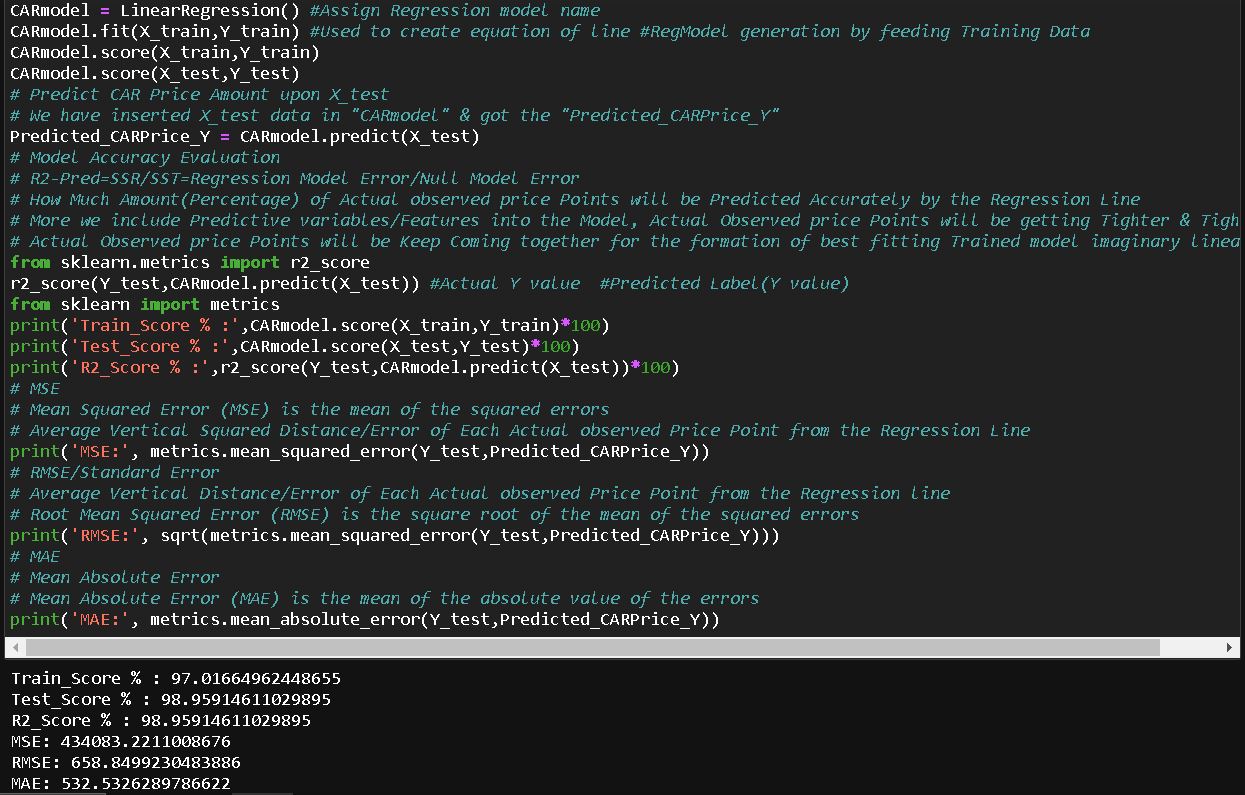 CARmodel = LinearRegression() #Assign Regression model name
CARmodel.fit(X_train,Y_train) #Used to create equation of line #RegModel generation by feeding Training Data
CARmodel.score(X_train,Y_train)
CARmodel.score(X_test,Y_test)
# Predict CAR Price Amount upon X_test
# We have inserted X_test data in "CARmodel" & got the "Predicted_CARPrice_Y"
Predicted_CARPrice_Y = CARmodel.predict(X_test)
# Model Accuracy Evaluation
# R2-Pred=SSR/SST=Regression Model Error/Null Model Error
# How Much Amount(Percentage) of Actual observed price Points will be Predicted Accurately by the Regression Line
# More we include Predictive variables/Features into the Model, Actual Observed price Points will be getting Tighter & Tigh
# Actual Observed price Points will be Keep Coming together for the formation of best fitting Trained model imaginary linea
from sklearn.metrics import r2_score
r2_score(Y_test,CARmodel.predict(X_test)) #Actual Y value  #Predicted Label(Y value)
from sklearn import metrics
print('Train_Score % :',CARmodel.score(X_train,Y_train)*100)
print('Test_Score % :',CARmodel.score(X_test,Y_test)*100)
print('R2_Score % :',r2_score(Y_test,CARmodel.predict(X_test))*100)
# MSE
# Mean Squared Error (MSE) is the mean of the squared errors
# Average Vertical Squared Distance/Error of Each Actual observed Price Point from the Regression Line
print('MSE:', metrics.mean_squared_error(Y_test,Predicted_CARPrice_Y))
# RMSE/Standard Error
# Average Vertical Distance/Error of Each Actual observed Price Point from the Regression line
# Root Mean Squared Error (RMSE) is the square root of the mean of the squared errors
print('RMSE:', sqrt(metrics.mean_squared_error(Y_test,Predicted_CARPrice_Y)))
# MAE
# Mean Absolute Error
# Mean Absolute Error (MAE) is the mean of the absolute value of the errors
print('MAE:', metrics.mean_absolute_error(Y_test,Predicted_CARPrice_Y))
Train_Score % : 97.01664962448655
Test_Score % : 98.95914611029895
R2_Score % : 98.95914611029895
MSE: 434083.2211008676
RMSE: 658.8499230483886
MAE: 532.5326289786622